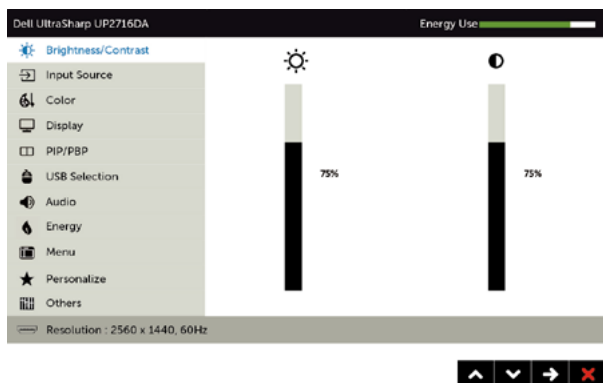 Dell UltraSharp UP2716DA Energy Use
Brightness/Contrast
Input Source
Color
Display
PIP/PBP
USB Selection
75% 75%
Audio
Energy
Menu
Personalize
Others
Resolution : 2560 x 1440, 60Hz